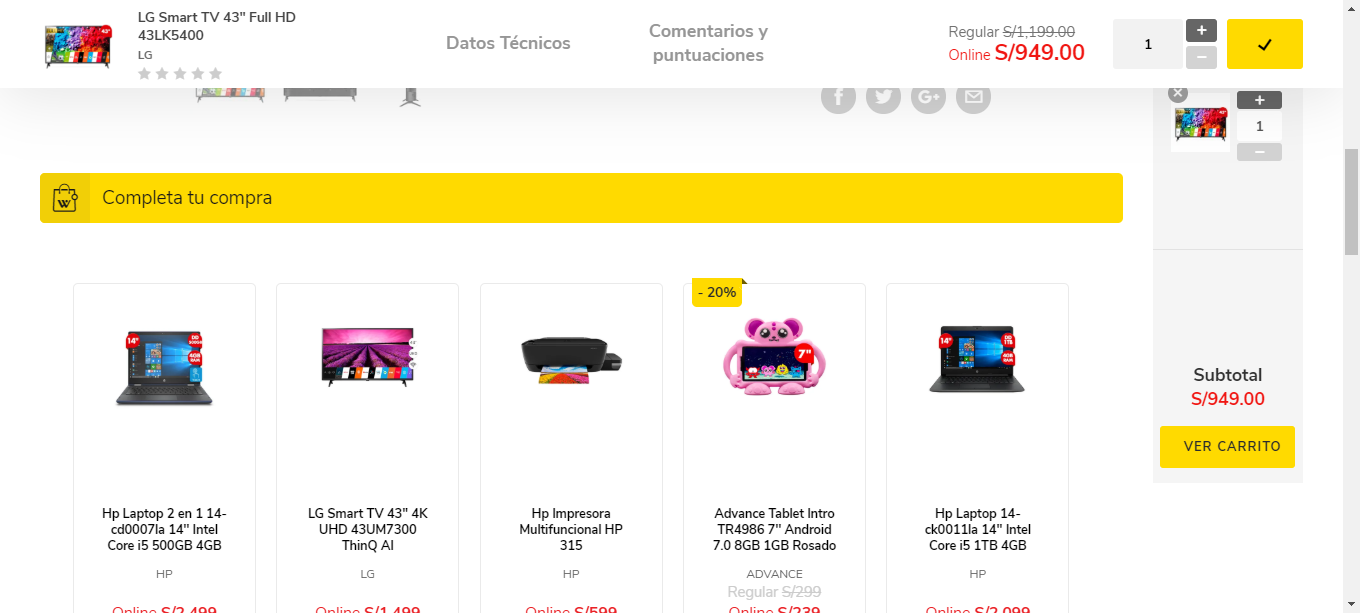 LG Smart TV 43" Full HD
43LK5400
LG
Datos Técnicos
Comentarios y
puntuaciones
Regular S/1,199.00
Online S/949.00
1
+
−
+
1
−
Completa tu compra
- 20%
14"
7"
14"
Hp Laptop 2 en 1 14-
cd0007la 14" Intel
Core i5 500GB 4GB
HP
Online S/2,499
LG Smart TV 43" 4K
UHD 43UM7300
ThinQ AI
LG
Online S/1,499
Hp Impresora
Multifuncional HP
315
HP
Online S/599
Advance Tablet Intro
TR4986 7" Android
7.0 8GB 1GB Rosado
ADVANCE
Regular S/299
Online S/239
Hp Laptop 14-
ck0011la 14" Intel
Core i5 1TB 4GB
HP
Online S/2,099
Subtotal
S/949.00
VER CARRITO